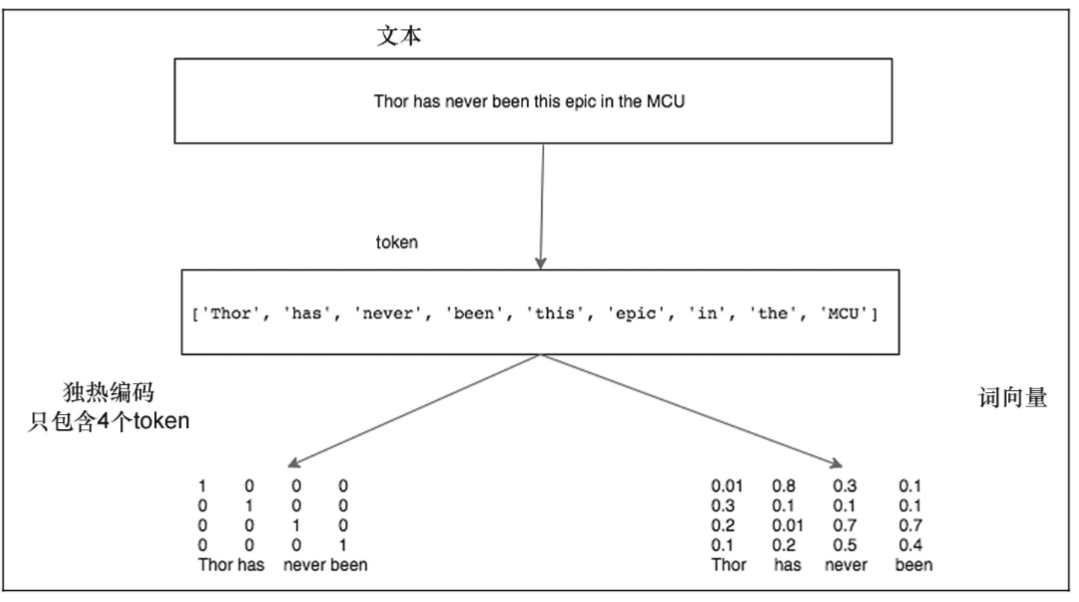 文本
Thor has never been this epic in the MCU
token
['Thor', 'has', 'never', 'been', 'this', 'epic', 'in', 'the', 'MCU']
独热编码
只包含4个token
词向量
1 0 0 0
0 1 0 0
0 0 1 0
0 0 0 1
Thor has never been
0.01 0.8 0.3 0.1
0.3 0.1 0.1 0.1
0.2 0.01 0.7 0.7
0.1 0.2 0.5 0.4
Thor has never been